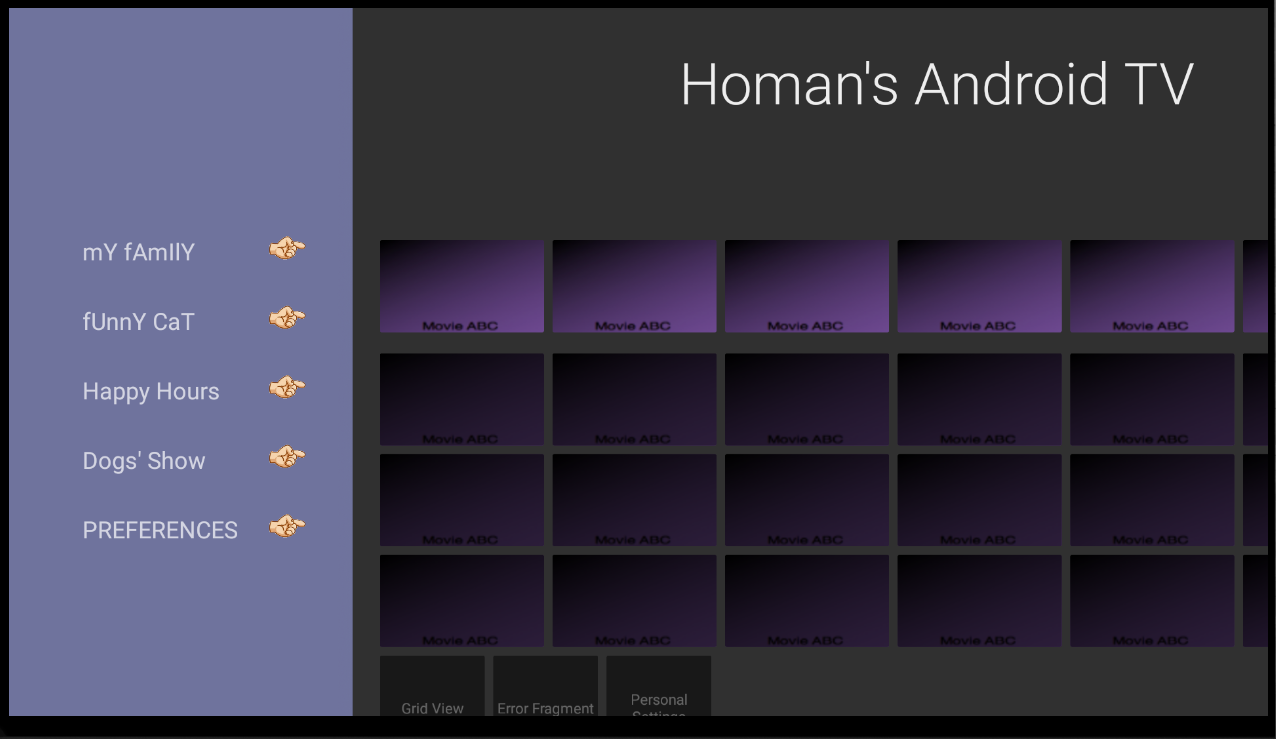 Homan's Android TV
mY fAmIlY
fUnnY CaT
Happy Hours
Dogs' Show
PREFERENCES
Movie ABC Movie ABC Movie ABC Movie ABC Movie ABC
Movie ABC Movie ABC Movie ABC Movie ABC Movie ABC
Movie ABC Movie ABC Movie ABC Movie ABC Movie ABC
Movie ABC Movie ABC Movie ABC Movie ABC Movie ABC
Grid View
Error Fragment
Personal
Settings